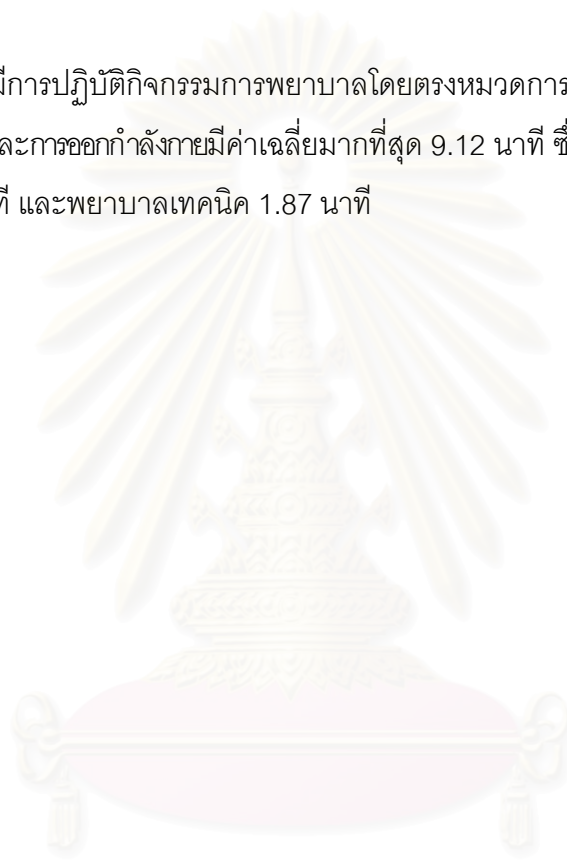 มีการปฏิบัติกิจกรรมการพยาบาลโดยตรงหมวดการ
ละการออกกำลังกายมีค่าเฉลี่ยมากที่สุด 9.12 นาที ซึ่
ที และพยาบาลเทคนิค 1.87 นาที